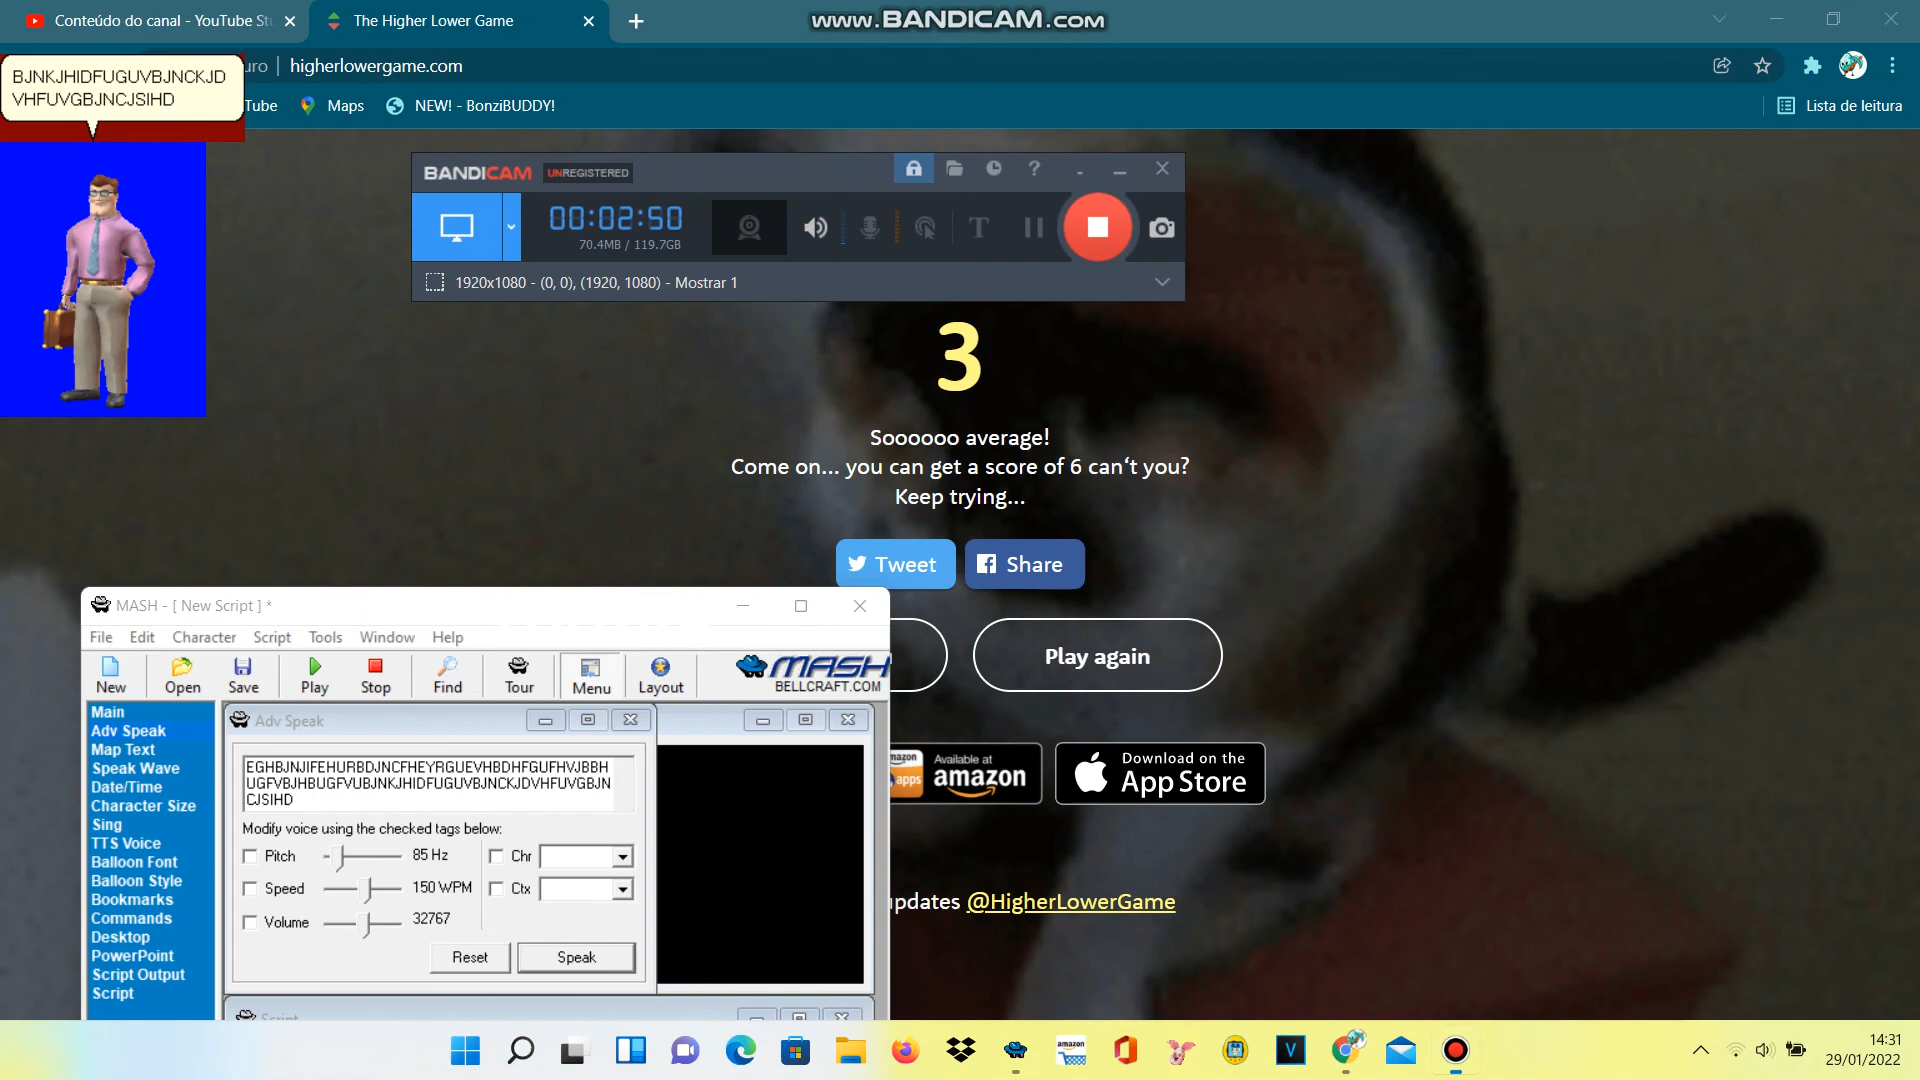 Conteúdo do canal - YouTube St
The Higher Lower Game
www.BANDICAM.com
uro
higherlowergame.com
BJNKJHIDFUGUVBJNCKJD
VHFUVGBJNCJSIHD
Tube
Maps
NEW! - BonziBUDDY!
Lista de leitura
BANDICAM
UNREGISTERED
00:02:50
70.4MB / 119.7GB
1920x1080 - (0, 0), (1920, 1080) - Mostrar 1
3
Soooooo average!
Come on... you can get a score of 6 can‘t you?
Keep trying...
Tweet
Share
Play again
Available at
amazon
amazon
apps
Download on the
App Store
updates @HigherLowerGame
MASH - [ New Script ] *
File Edit Character Script Tools Window Help
New Open Save Play Stop Find Tour Menu Layout
MASH
BELLCRAFT.COM
Main
Adv Speak
Map Text
Speak Wave
Date/Time
Character Size
Sing
TTS Voice
Balloon Font
Balloon Style
Bookmarks
Commands
Desktop
PowerPoint
Script Output
Script
Adv Speak
EGHBJNJIFEHURBDJNCFHEYRGUEVHBDHFGUFHVJBBH
UGFVBJHBUGFVUBJNKJHIDFUGUVBJNCKJDVHFUVGBJN
CJSIHD
Modify voice using the checked tags below:
Pitch 85 Hz Chr
Speed 150 WPM Ctx
Volume 32767
Reset Speak
Script
amazon
V
14:31
29/01/2022